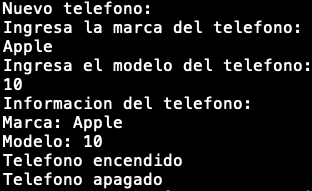 Nuevo telefono:
Ingresa la marca del telefono:
Apple
Ingresa el modelo del telefono:
10
Informacion del telefono:
Marca: Apple
Modelo: 10
Telefono encendido
Telefono apagado